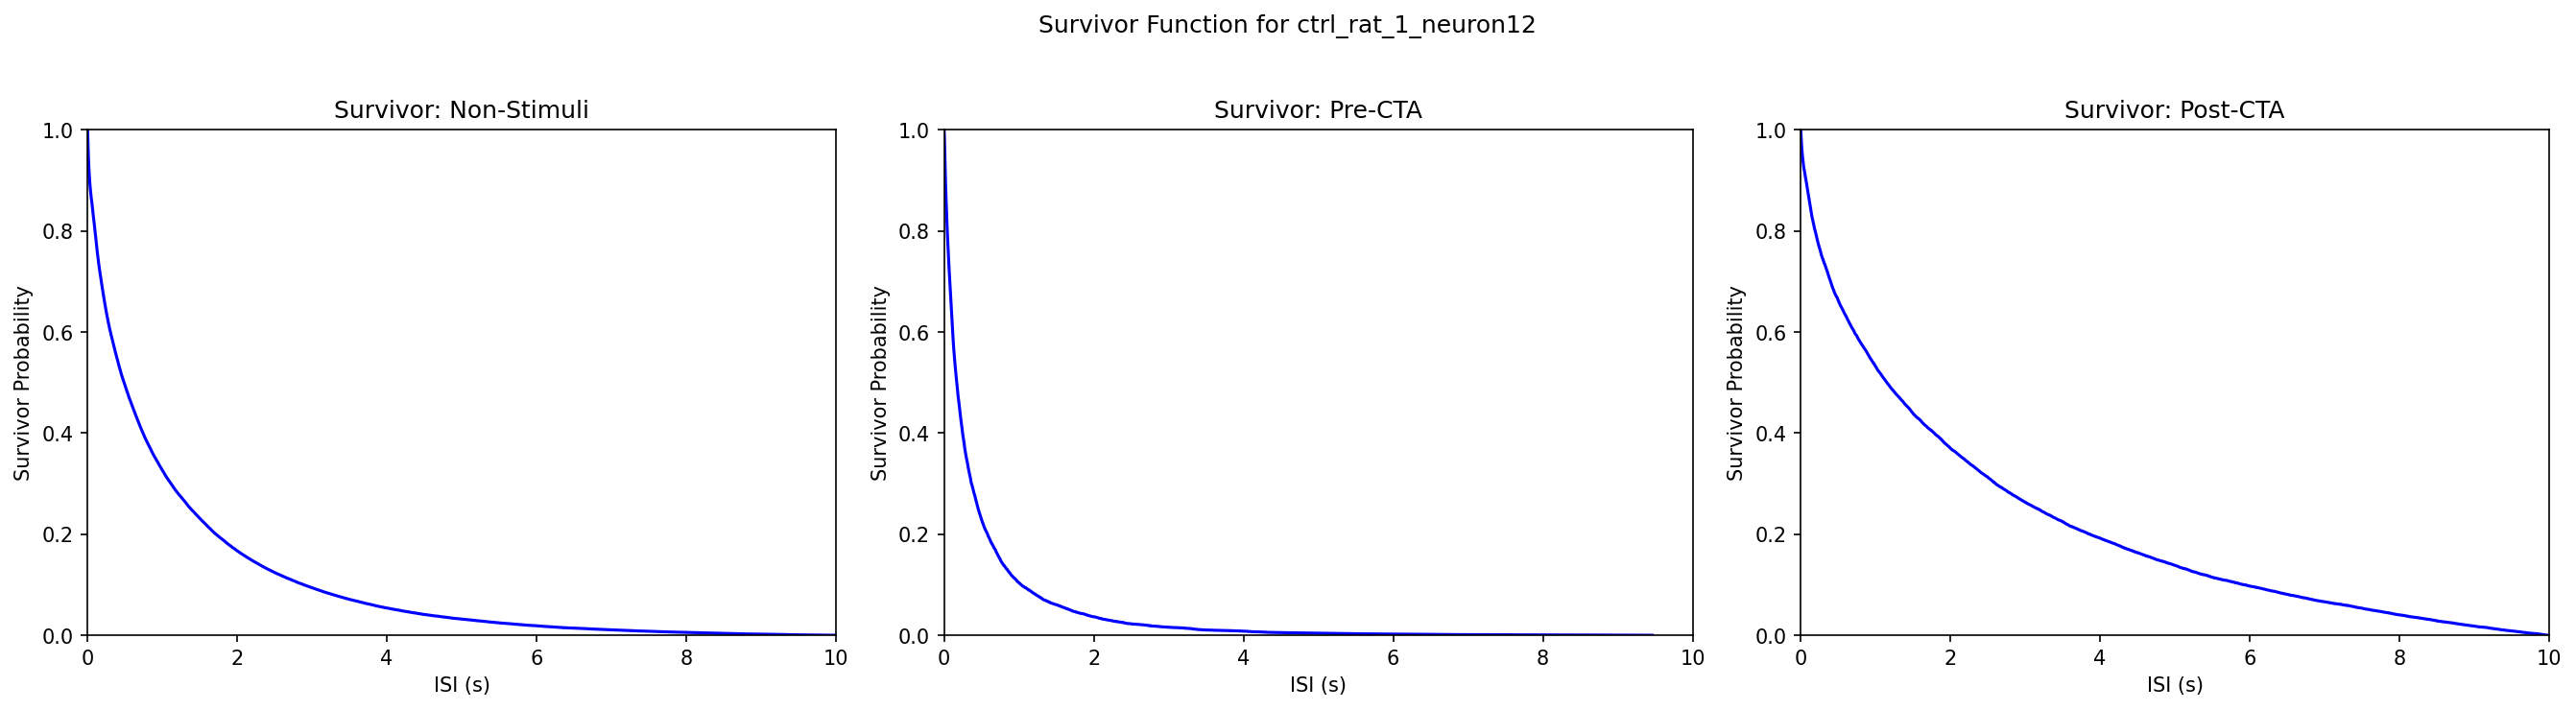 Survivor Function for ctrl_rat_1_neuron12
Survivor: Non-Stimuli
Survivor Probability
1.0
0.8
0.6
0.4
0.2
0.0
0 2 4 6 8 10
ISI (s)
Survivor: Pre-CTA
Survivor Probability
1.0
0.8
0.6
0.4
0.2
0.0
0 2 4 6 8 10
ISI (s)
Survivor: Post-CTA
Survivor Probability
1.0
0.8
0.6
0.4
0.2
0.0
0 2 4 6 8 10
ISI (s)